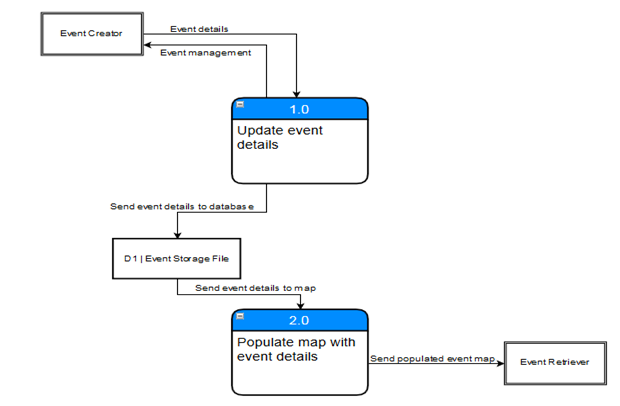 Event Creator
Event details
Event management
1.0
Update event
details
Send event details to database
D1 | Event Storage File
Send event details to map
2.0
Populate map with
event details
Send populated event map
Event Retriever